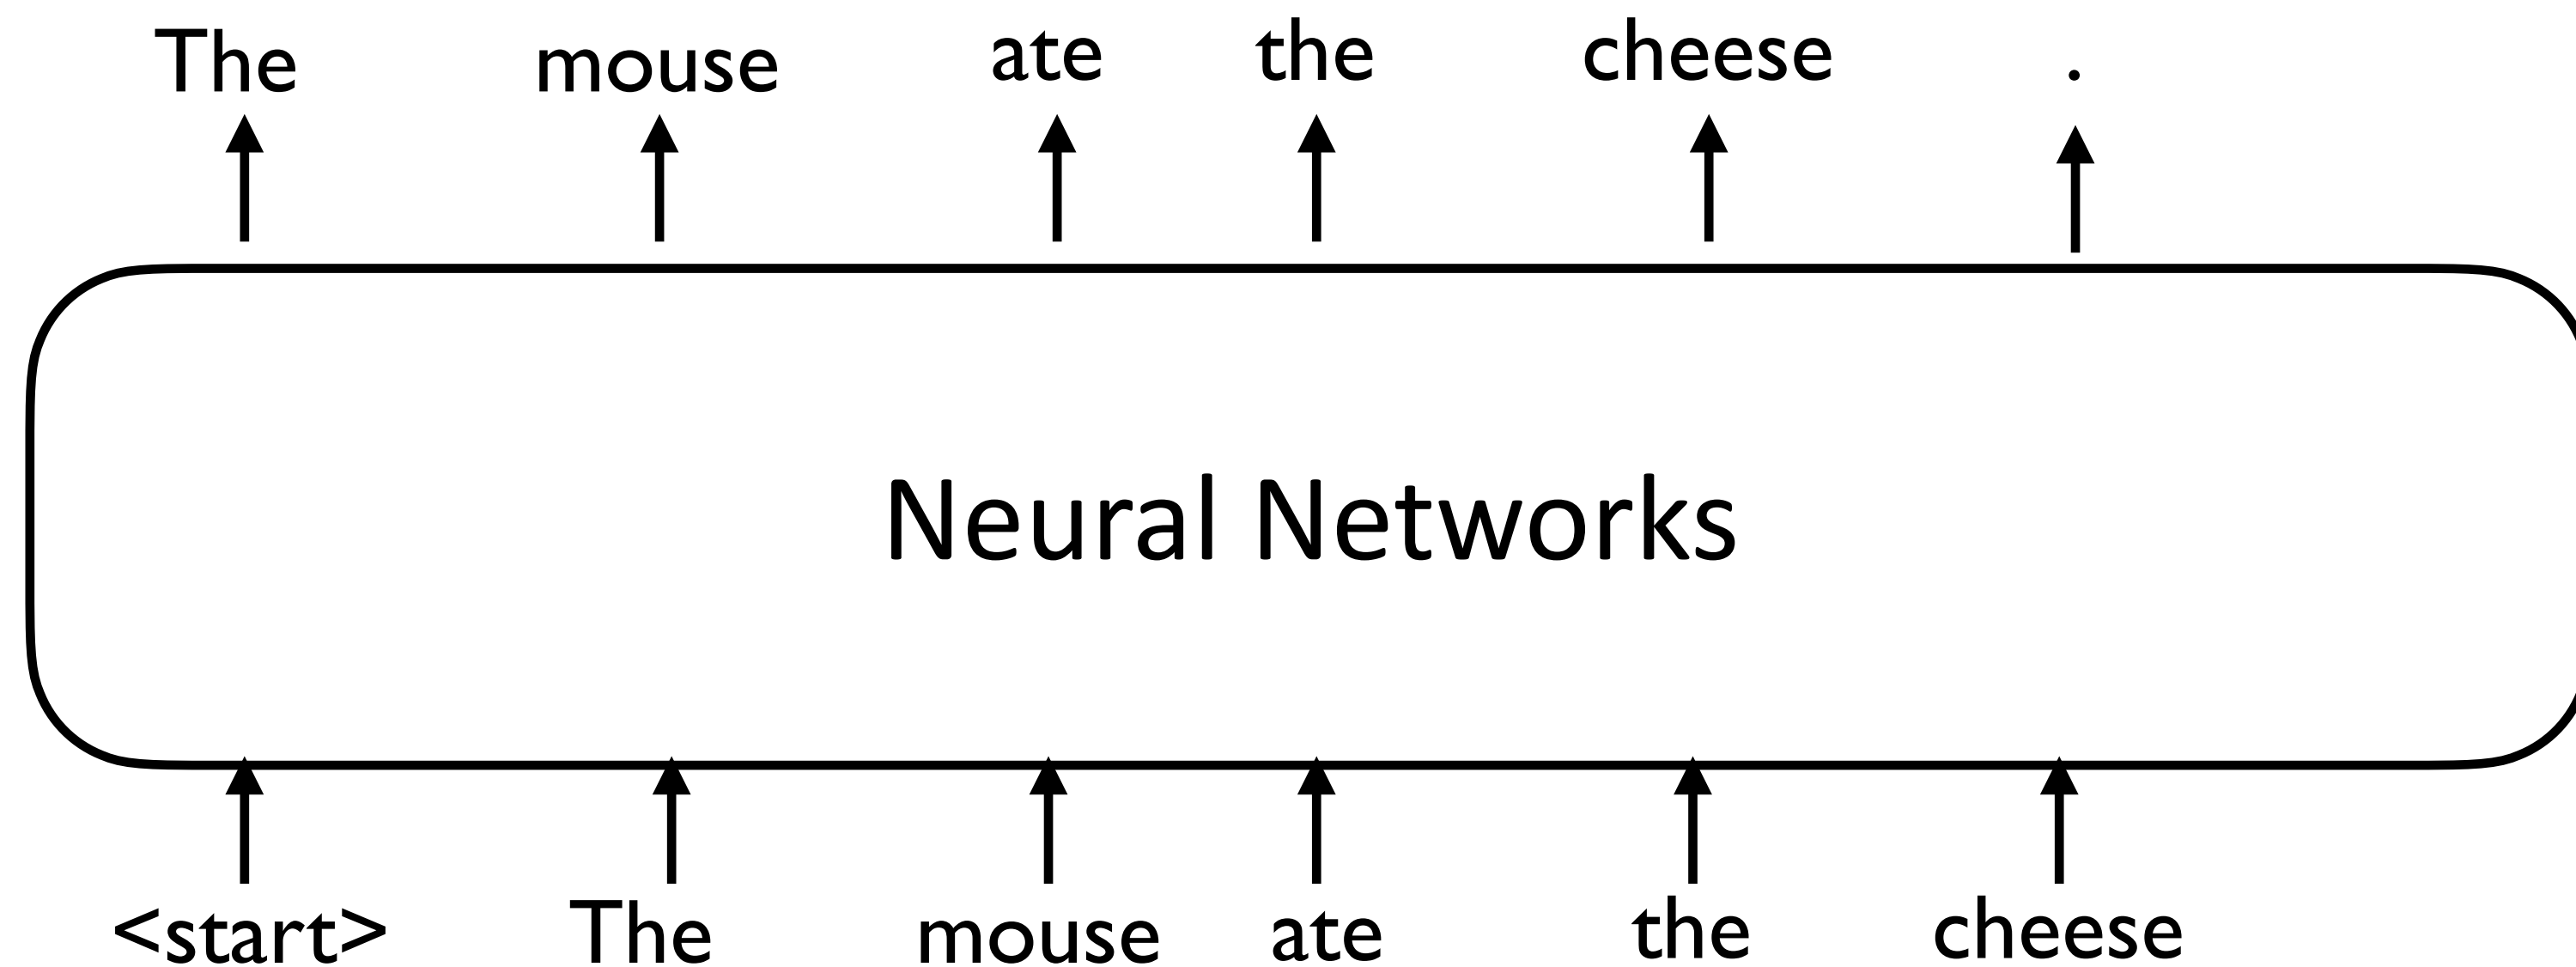 The mouse ate the cheese .
Neural Networks
<start> The mouse ate the cheese